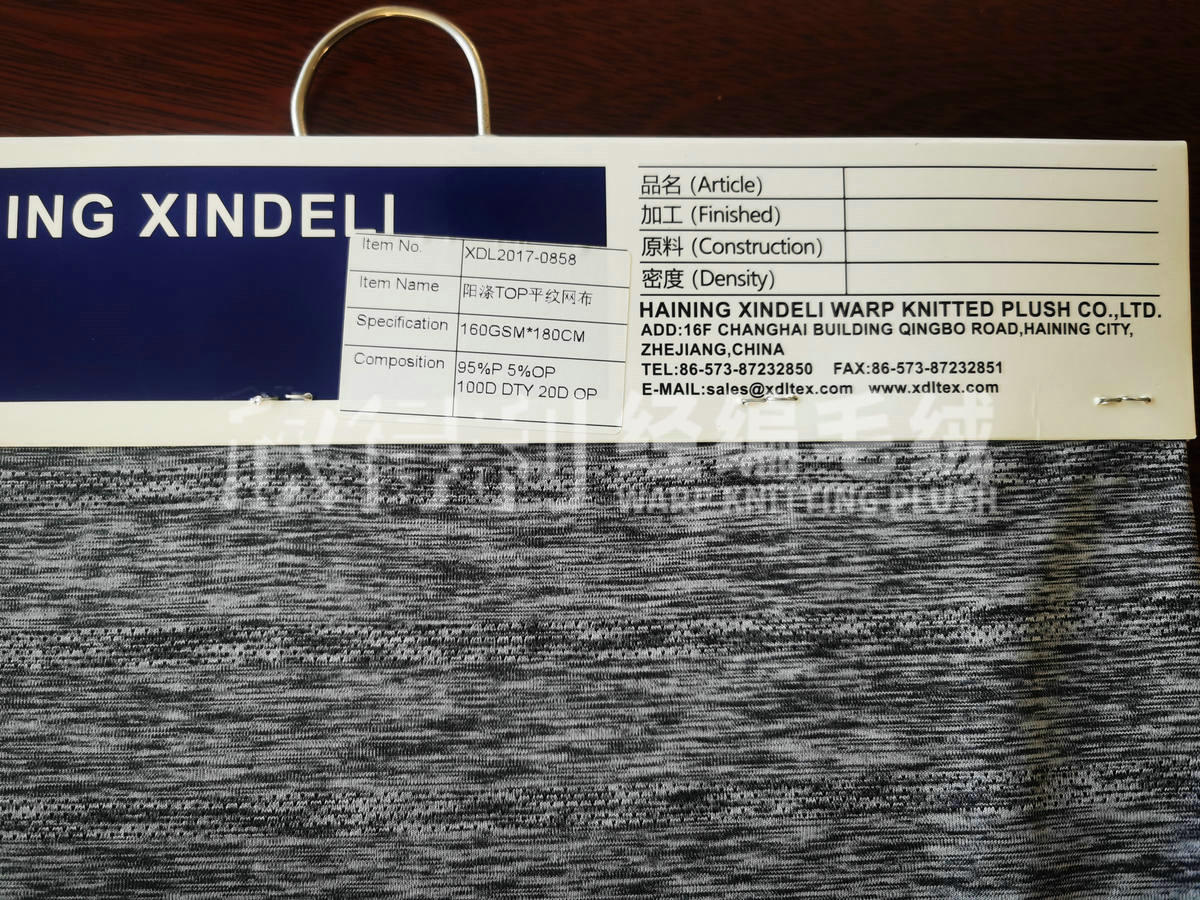 ING XINDELI
Item No. XDL2017-0858
Item Name 阳涤TOP平纹网布
Specification 160GSM*180CM
Composition 95%P 5%OP
100D DTY 20D OP
品名 (Article)
加工 (Finished)
原料 (Construction)
密度 (Density)
HAINING XINDELI WARP KNITTED PLUSH CO.,LTD.
ADD:16F CHANGHAI BUILDING QINGBO ROAD,HAINING CITY,
ZHEJIANG,CHINA
TEL:86-573-87232850 FAX:86-573-87232851
E-MAIL:sales@xdltex.com www.xdltex.com
欣得利 经编毛绒
WARP KNITTING PLUSH